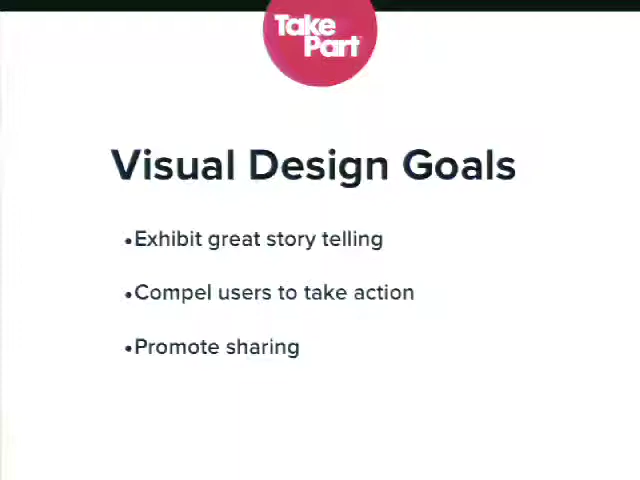 Take
Part
Visual Design Goals
•Exhibit great story telling
•Compel users to take action
•Promote sharing